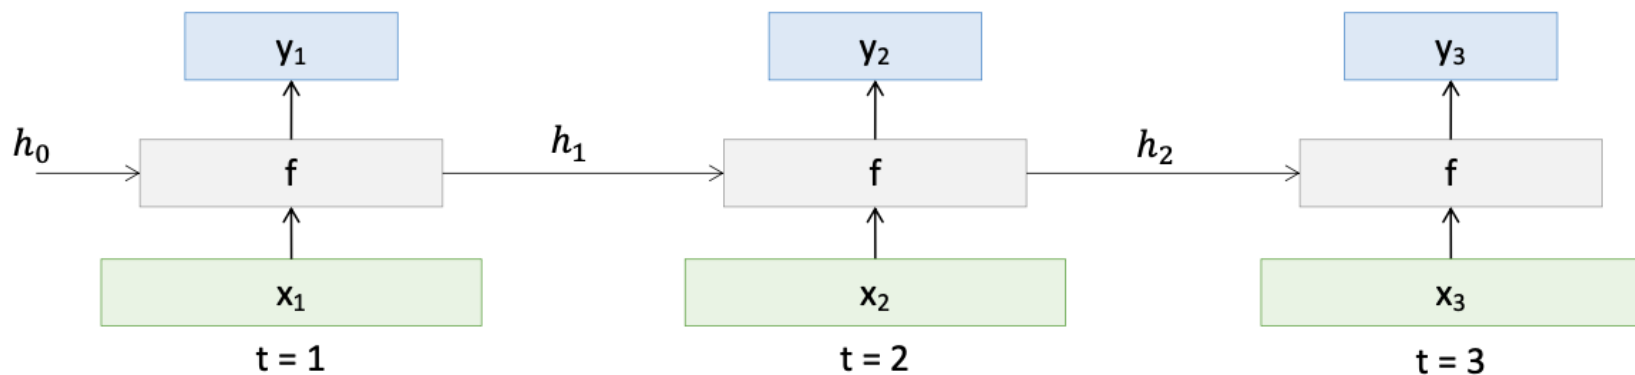 y₁ y₂ y₃
h₀ f h₁ f h₂ f
x₁ x₂ x₃
t = 1 t = 2 t = 3